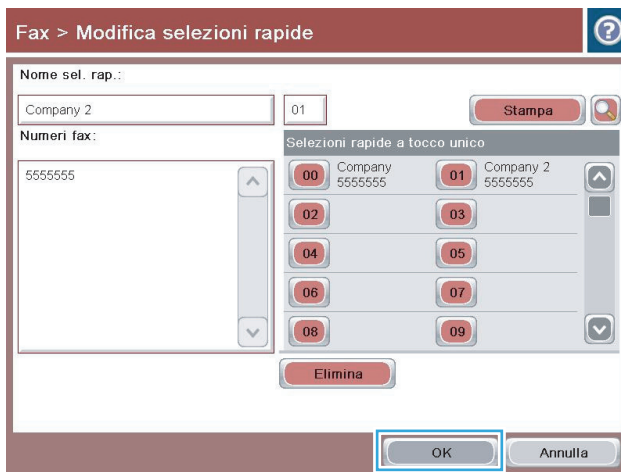 Fax > Modifica selezioni rapide
?
Nome sel. rap.:
Company 2
01
Stampa
Numeri fax:
5555555
Selezioni rapide a tocco unico
00 Company 5555555
01 Company 2 5555555
02
03
04
05
06
07
08
09
Elimina
OK
Annulla